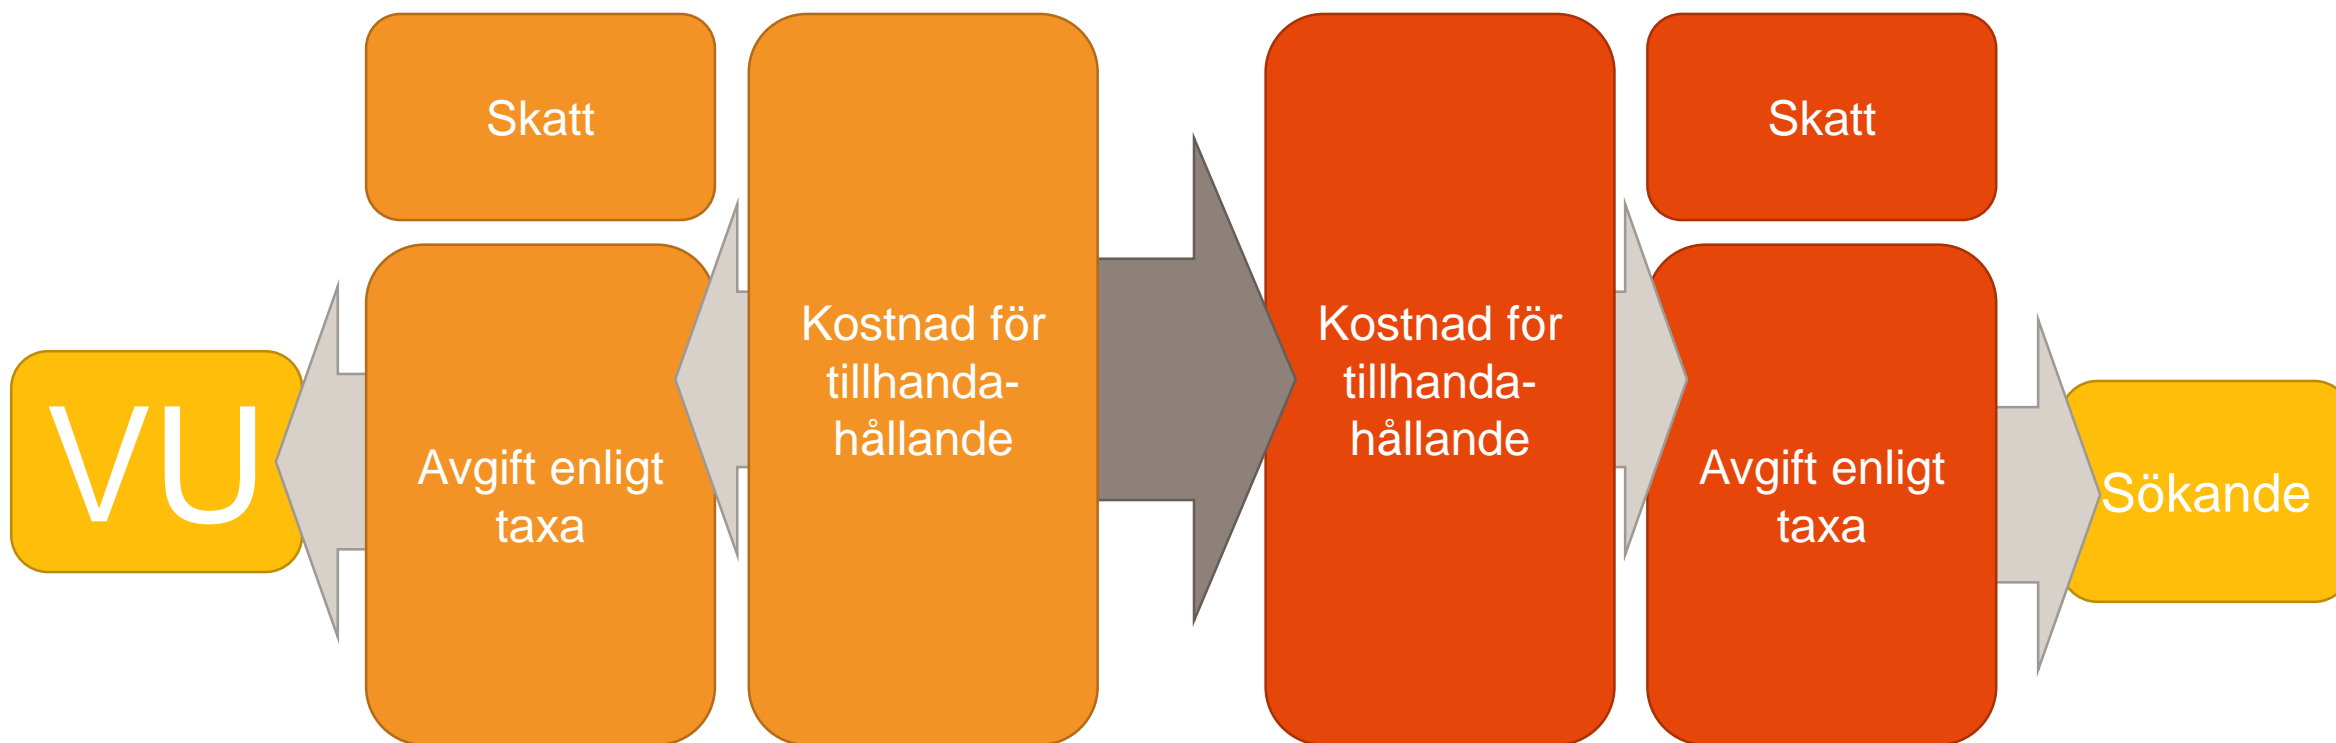 Skatt
Avgift enligt
taxa
VU
Kostnad för
tillhanda-
hållande
Kostnad för
tillhanda-
hållande
Skatt
Avgift enligt
taxa
Sökande